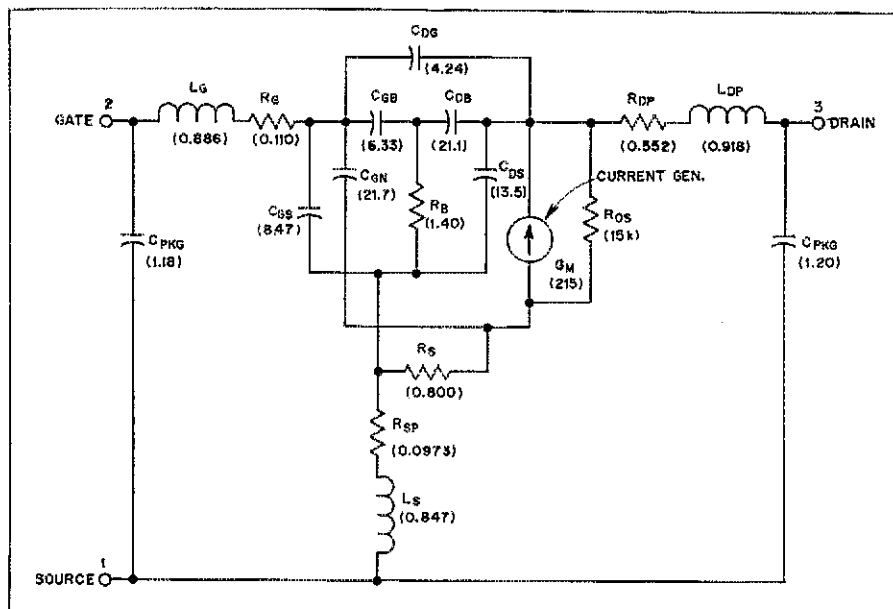 CDG
(4.24)
LG
2
GATE
(0.886)
RG
(0.110)
CGB
(6.33)
CDB
(21.1)
RDP
(0.552)
LDP
(0.918)
3
DRAIN
CGN
(21.7)
CGS
(8.47)
RB
(1.40)
CDS
(13.5)
CURRENT GEN.
ROS
(15k)
GM
(215)
CPKG
(1.18)
CPKG
(1.20)
RS
(0.800)
RSP
(0.0973)
LS
(0.847)
1
SOURCE